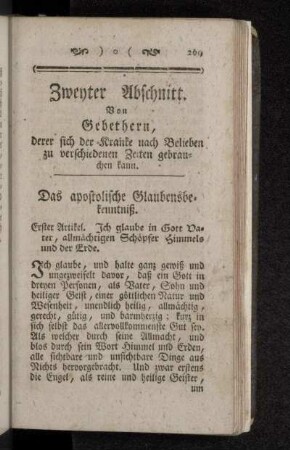 ) o ( 269
Zweyter Abschnitt.
Von
Gebethern,
derer sich der Kranke nach Belieben
zu verschiedenen Zeiten gebrau-
chen kann.
Das apostolische Glaubensbe-
kenntniß.
Erster Artikel. Ich glaube in Gott Va-
ter, allmächtigen Schöpfer Himmels
und der Erde.
Ich glaube, und halte ganz gewiß und
ungezweifelt davor, daß ein Gott in
dreyen Personen, als Vater, Sohn und
heiliger Geist, einer göttlichen Natur und
Wesenheit, unendlich heilig, allmächtig,
gerecht, gütig, und barmherzig: kurz in
sich selbst das allervollkommenste Gut sey.
Als welcher durch seine Allmacht, und
blos durch sein Wort Himmel und Erden,
alle sichtbare und unsichtbare Dinge aus
Nichts hervorgebracht. Und zwar erstens
die Engel, als reine und heilige Geister,
um